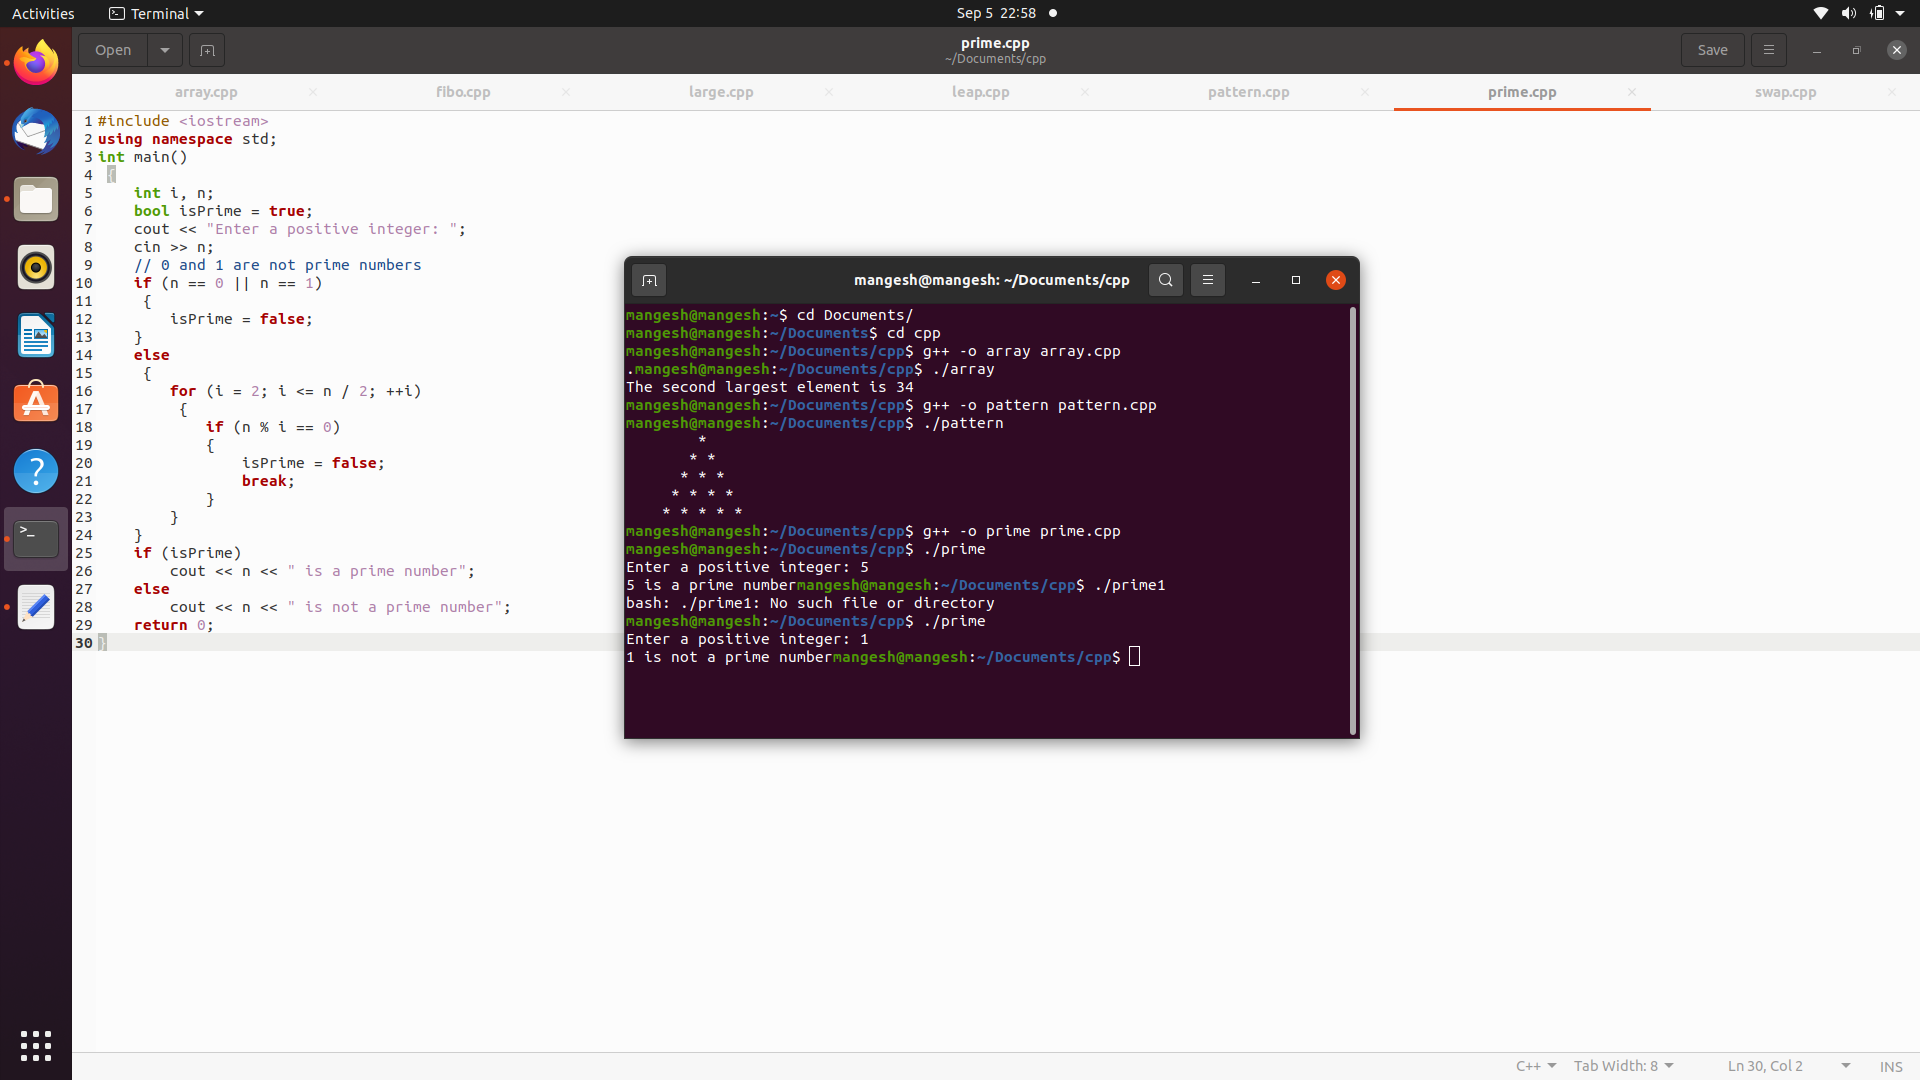 Activities
Terminal
Sep 5 22:58
Open
prime.cpp
~/Documents/cpp
Save
array.cpp
fibo.cpp
large.cpp
leap.cpp
pattern.cpp
prime.cpp
swap.cpp
1 #include <iostream>
2 using namespace std;
3 int main()
4  {
5     int i, n;
6     bool isPrime = true;
7     cout << "Enter a positive integer: ";
8     cin >> n;
9     // 0 and 1 are not prime numbers
10     if (n == 0 || n == 1)
11      {
12         isPrime = false;
13     }
14     else
15      {
16         for (i = 2; i <= n / 2; ++i)
17          {
18             if (n % i == 0)
19             {
20                 isPrime = false;
21                 break;
22             }
23         }
24     }
25     if (isPrime)
26         cout << n << " is a prime number";
27     else
28         cout << n << " is not a prime number";
29     return 0;
30 }
mangesh@mangesh: ~/Documents/cpp
mangesh@mangesh:~$ cd Documents/
mangesh@mangesh:~/Documents$ cd cpp
mangesh@mangesh:~/Documents/cpp$ g++ -o array array.cpp
.mangesh@mangesh:~/Documents/cpp$ ./array
The second largest element is 34
mangesh@mangesh:~/Documents/cpp$ g++ -o pattern pattern.cpp
mangesh@mangesh:~/Documents/cpp$ ./pattern
        *
       * *
      * * *
     * * * *
    * * * * *
mangesh@mangesh:~/Documents/cpp$ g++ -o prime prime.cpp
mangesh@mangesh:~/Documents/cpp$ ./prime
Enter a positive integer: 5
5 is a prime numbermangesh@mangesh:~/Documents/cpp$ ./prime1
bash: ./prime1: No such file or directory
mangesh@mangesh:~/Documents/cpp$ ./prime
Enter a positive integer: 1
1 is not a prime numbermangesh@mangesh:~/Documents/cpp$
C++
Tab Width: 8
Ln 30, Col 2
INS